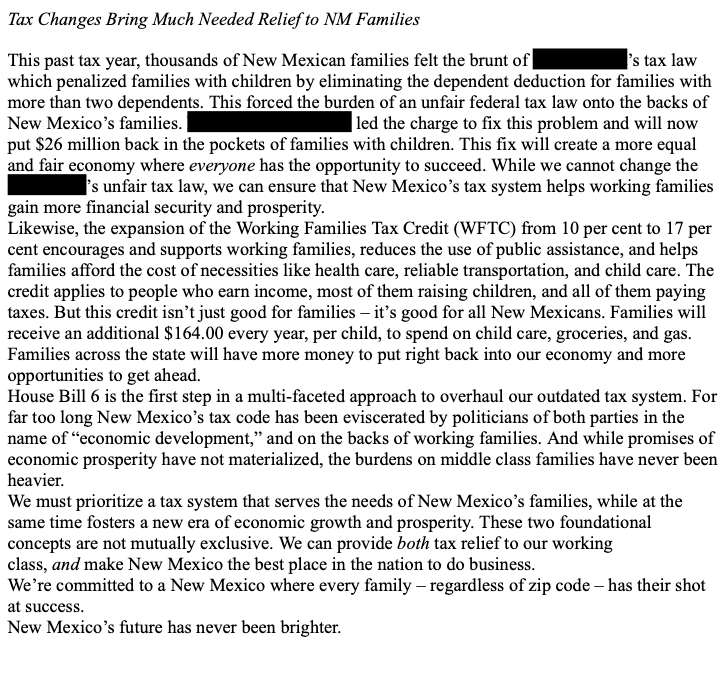 Tax Changes Bring Much Needed Relief to NM Families
This past tax year, thousands of New Mexican families felt the brunt of 's tax law
which penalized families with children by eliminating the dependent deduction for families with
more than two dependents. This forced the burden of an unfair federal tax law onto the backs of
New Mexico's families. led the charge to fix this problem and will now
put $26 million back in the pockets of families with children. This fix will create a more equal
and fair economy where everyone has the opportunity to succeed. While we cannot change the
's unfair tax law, we can ensure that New Mexico's tax system helps working families
gain more financial security and prosperity.
Likewise, the expansion of the Working Families Tax Credit (WFTC) from 10 per cent to 17 per
cent encourages and supports working families, reduces the use of public assistance, and helps
families afford the cost of necessities like health care, reliable transportation, and child care. The
credit applies to people who earn income, most of them raising children, and all of them paying
taxes. But this credit isn't just good for families – it's good for all New Mexicans. Families will
receive an additional $164.00 every year, per child, to spend on child care, groceries, and gas.
Families across the state will have more money to put right back into our economy and more
opportunities to get ahead.
House Bill 6 is the first step in a multi-faceted approach to overhaul our outdated tax system. For
far too long New Mexico's tax code has been eviscerated by politicians of both parties in the
name of “economic development,” and on the backs of working families. And while promises of
economic prosperity have not materialized, the burdens on middle class families have never been
heavier.
We must prioritize a tax system that serves the needs of New Mexico's families, while at the
same time fosters a new era of economic growth and prosperity. These two foundational
concepts are not mutually exclusive. We can provide both tax relief to our working
class, and make New Mexico the best place in the nation to do business.
We're committed to a New Mexico where every family – regardless of zip code – has their shot
at success.
New Mexico's future has never been brighter.